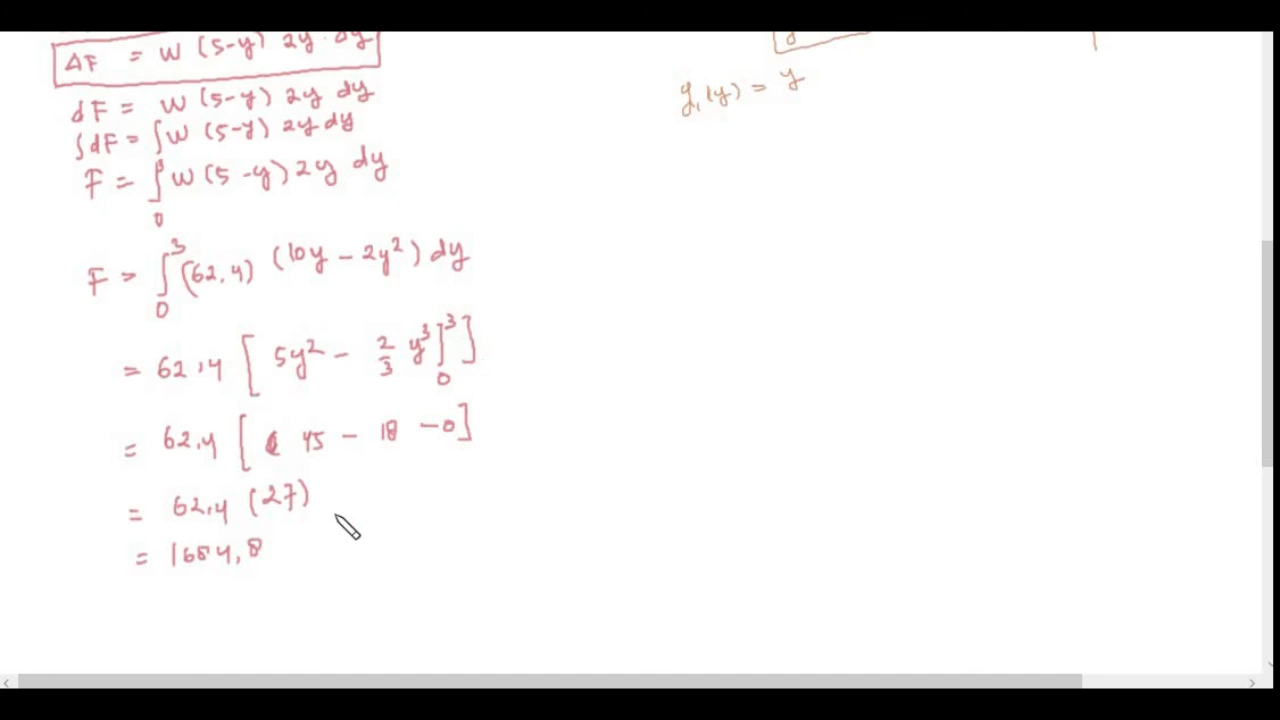 ΔF = w (5-y) 2y · Δy
dF = w (5-y) 2y dy
∫dF = ∫w (5-y) 2y dy
F = ∫₀³ w (5-y) 2y dy
F = ∫₀³ (62,4) (10y - 2y²) dy
= 62,4 [ 5y² - 2/3 y³]₀³ ]
= 62,4 [ 45 - 18 - 0]
= 62,4 (27)
= 1684,8
g₁(y) = y